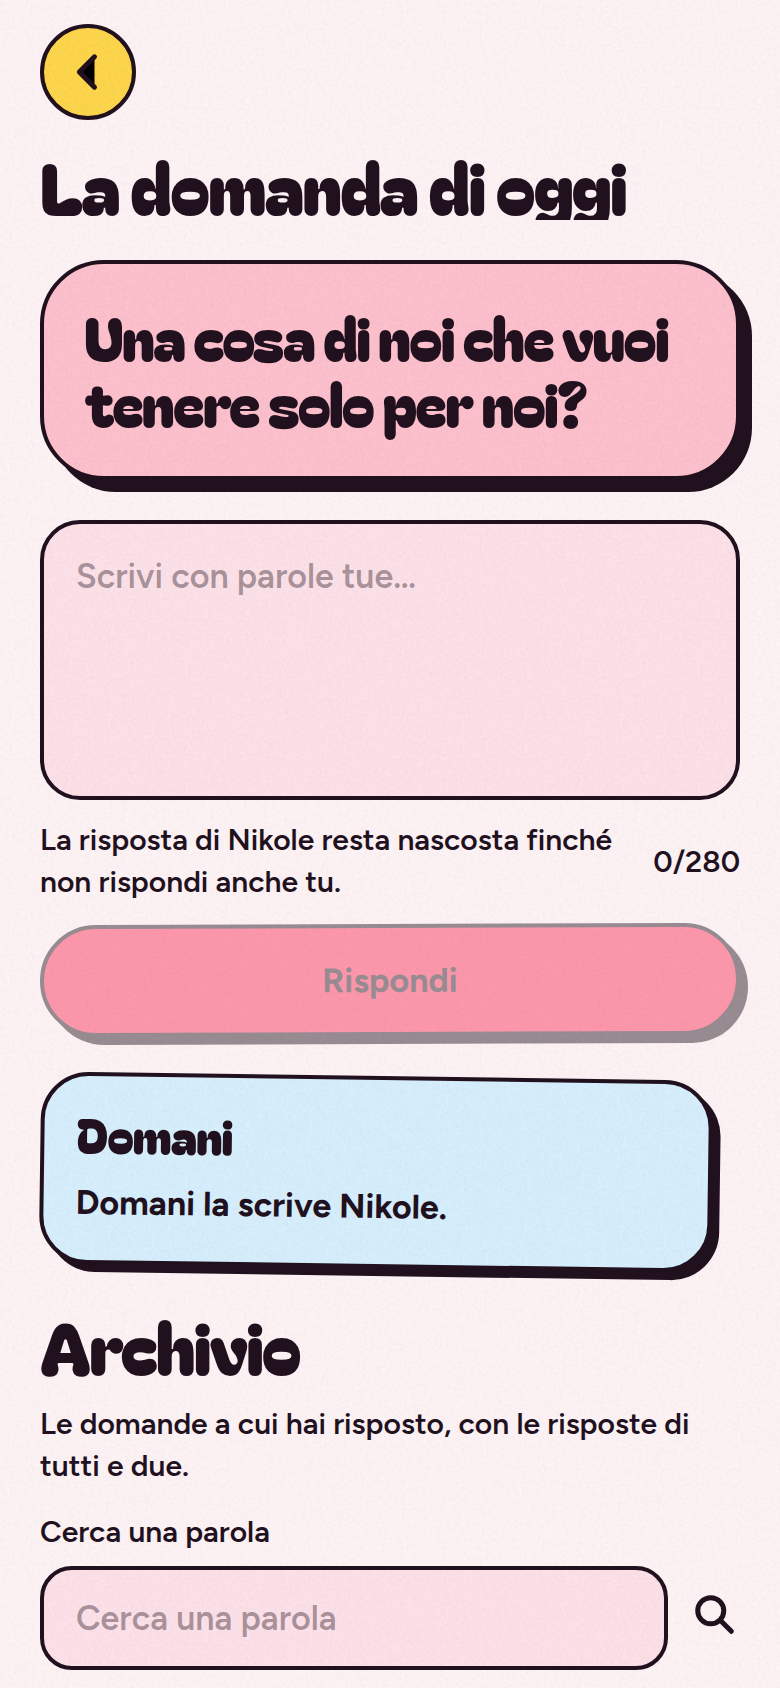 La domanda di oggi
Una cosa di noi che vuoi
tenere solo per noi?
Scrivi con parole tue...
La risposta di Nikole resta nascosta finché
non rispondi anche tu.
0/280
Rispondi
Domani
Domani la scrive Nikole.
Archivio
Le domande a cui hai risposto, con le risposte di
tutti e due.
Cerca una parola
Cerca una parola